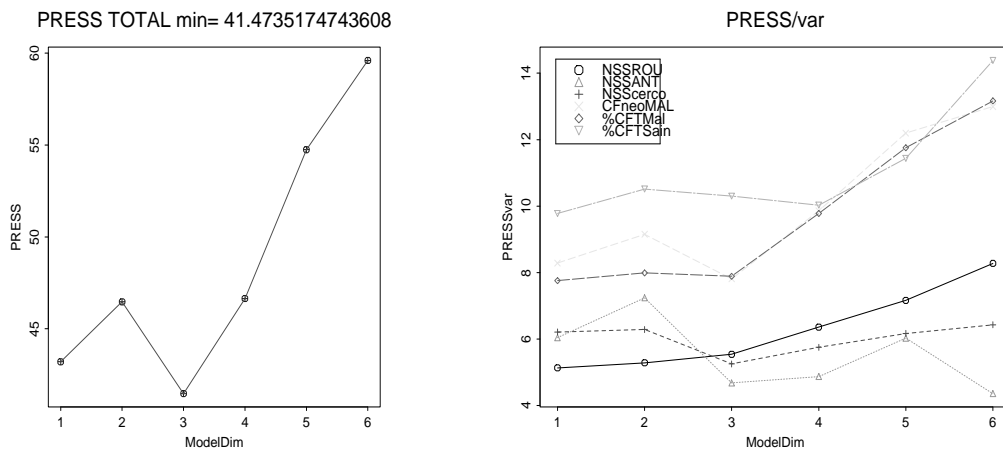 PRESS TOTAL min= 41.4735174743608
PRESS
60
55
50
45
1 2 3 4 5 6
ModelDim
PRESS/var
PRESSvar
14
12
10
8
6
4
NSSROU
NSSANT
NSScerco
CFneoMAL
%CFTMal
%CFTSain
1 2 3 4 5 6
ModelDim